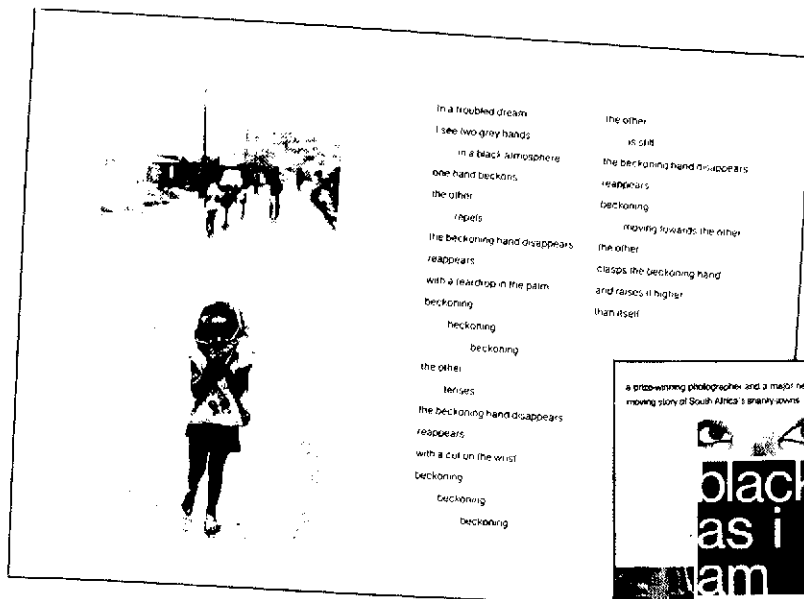 In a troubled dream
I see two grey hands
in a black atmosphere
one hand beckons
the other
repels
the beckoning hand disappears
reappears
with a teardrop in the palm
beckoning
beckoning
beckoning
the other
tenses
the beckoning hand disappears
reappears
with a cut on the wrist
beckoning
beckoning
beckoning
the other
is still
the beckoning hand disappears
reappears
beckoning
moving towards the other
the other
clasps the beckoning hand
and raises it higher
than itself
a prize-winning photographer and a major
moving story of South Africa's shanty-towns
black
as i
am